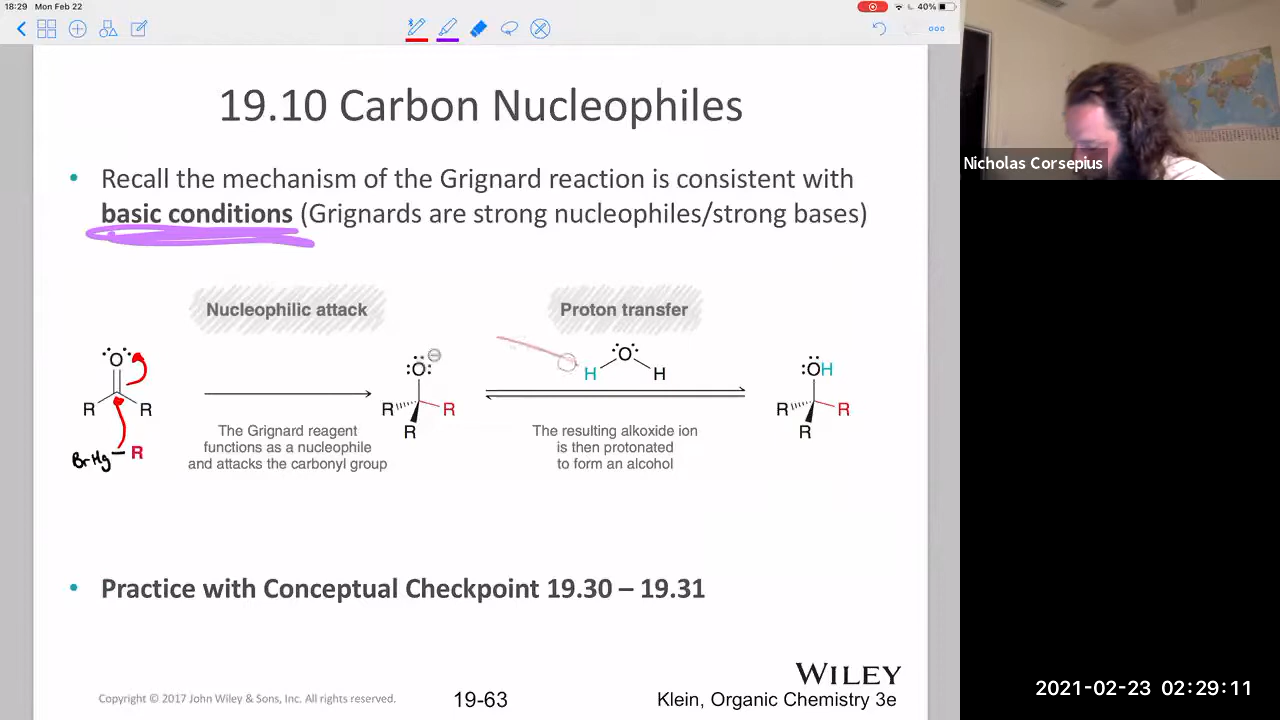 18:29 Mon Feb 22
40%
19.10 Carbon Nucleophiles
Nicholas Corsepius
• Recall the mechanism of the Grignard reaction is consistent with
basic conditions (Grignards are strong nucleophiles/strong bases)
Nucleophilic attack
Proton transfer
O
R R
BrMg – R
The Grignard reagent
functions as a nucleophile
and attacks the carbonyl group
O ⊖
R R
R
H O H
The resulting alkoxide ion
is then protonated
to form an alcohol
OH
R R
R
• Practice with Conceptual Checkpoint 19.30 – 19.31
WILEY
Copyright © 2017 John Wiley & Sons, Inc. All rights reserved.
19-63
Klein, Organic Chemistry 3e
2021-02-23 02:29:11